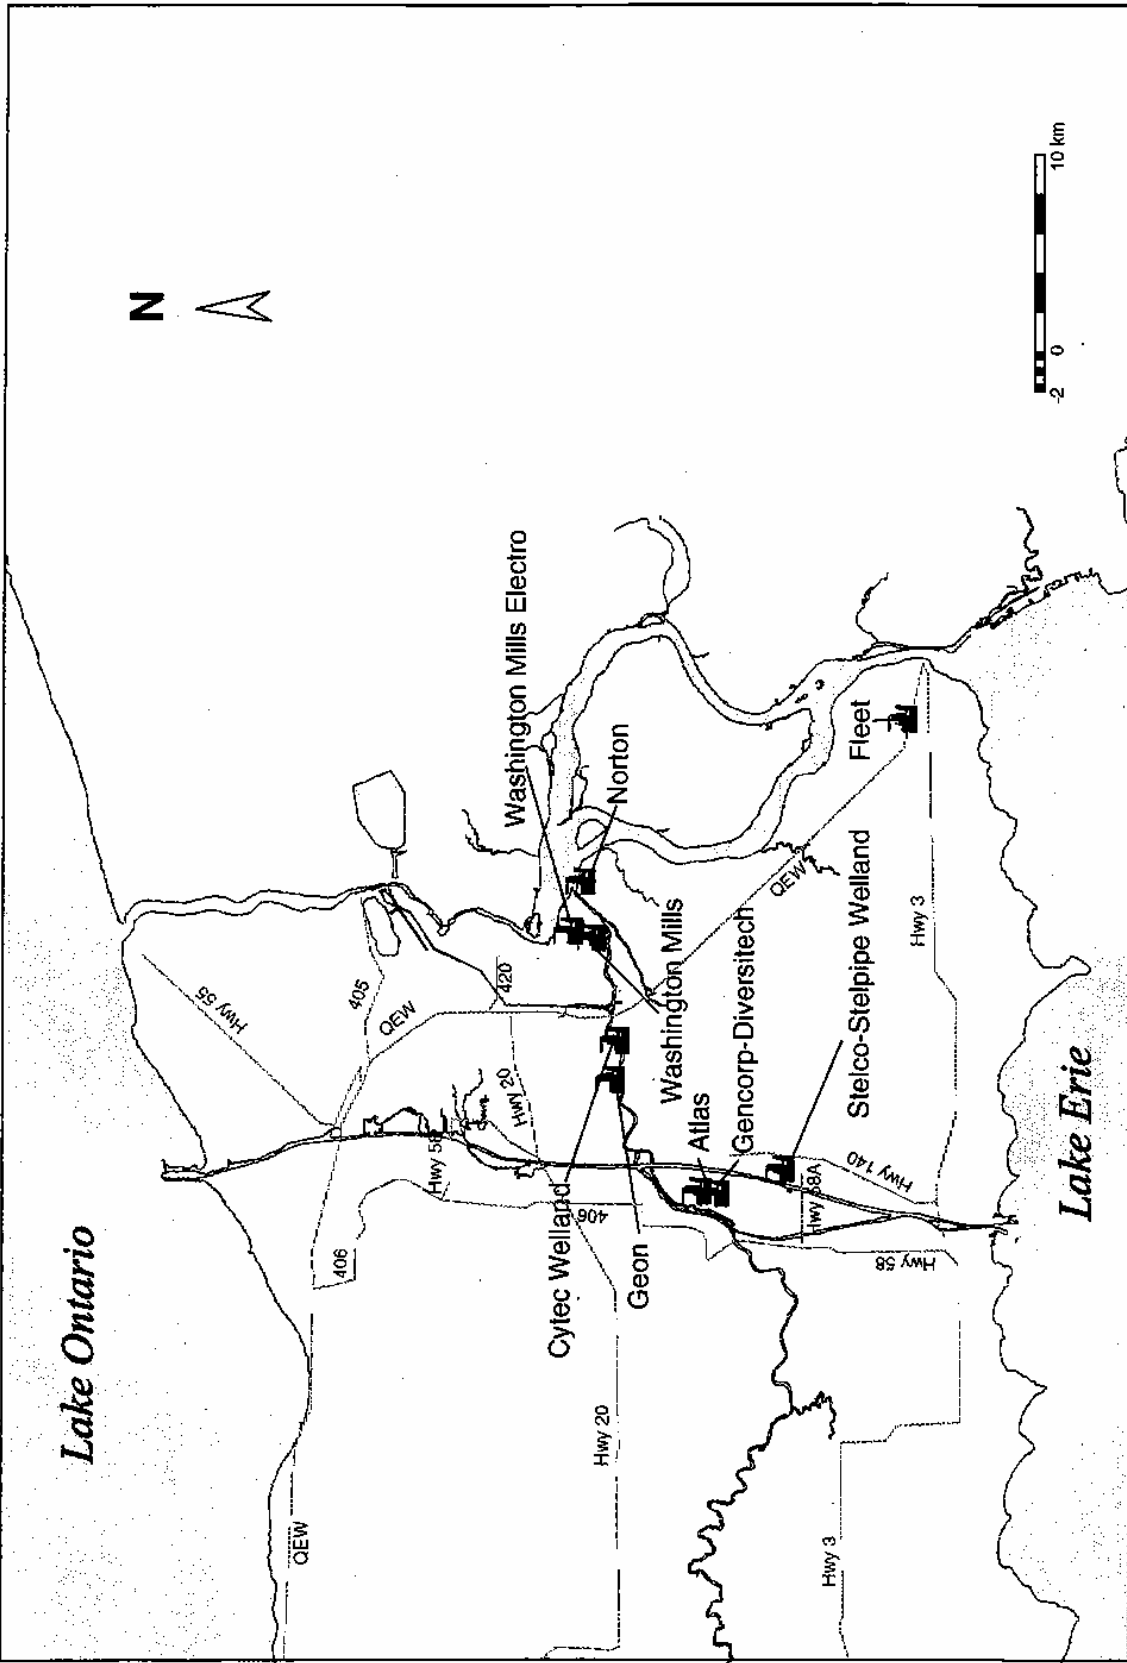 Lake Ontario
N
Hwy 55
405
QEW
420
Hwy 20
Hwy 58
406
406
QEW
Hwy 20
Washington Mills Electro
Norton
Washington Mills
Cytec Welland
Geon
Atlas
Gencorp-Diversitech
Stelco-Stelpipe Welland
Fleet
QEW
Hwy 3
Hwy 140
Hwy 58A
Hwy 58
Hwy 3
Lake Erie
-2 0 10 km